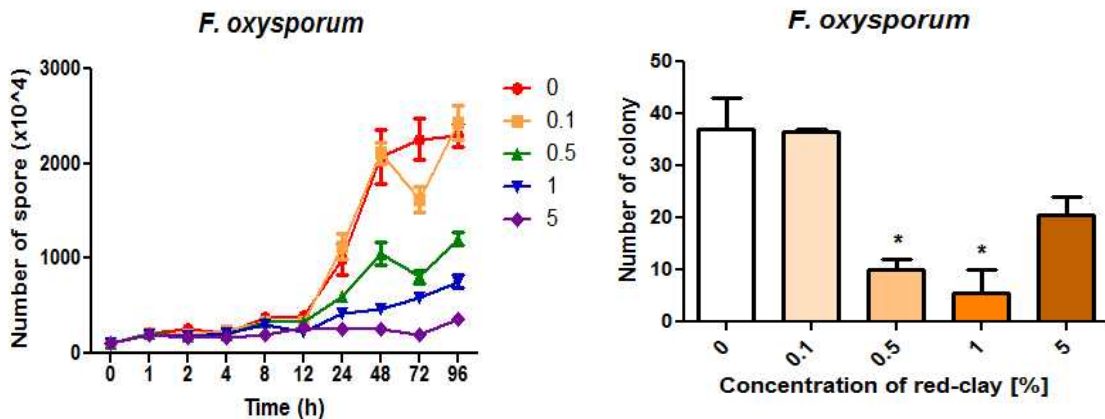 F. oxysporum
Number of spore (x10^4)
3000
2000
1000
0
0 1 2 4 8 12 24 48 72 96
Time (h)
0
0.1
0.5
1
5
F. oxysporum
Number of colony
50
40
30
20
10
0
* *
0 0.1 0.5 1 5
Concentration of red-clay [%]